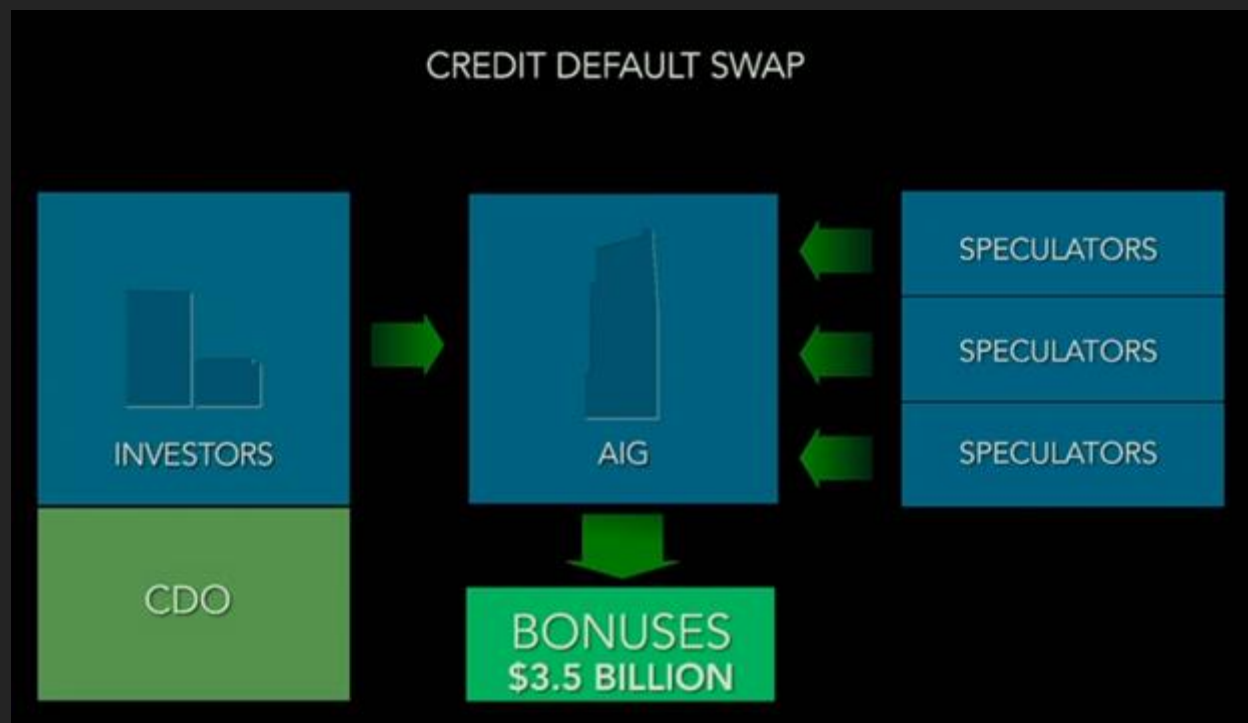 CREDIT DEFAULT SWAP
INVESTORS
CDO
AIG
BONUSES
$3.5 BILLION
SPECULATORS
SPECULATORS
SPECULATORS